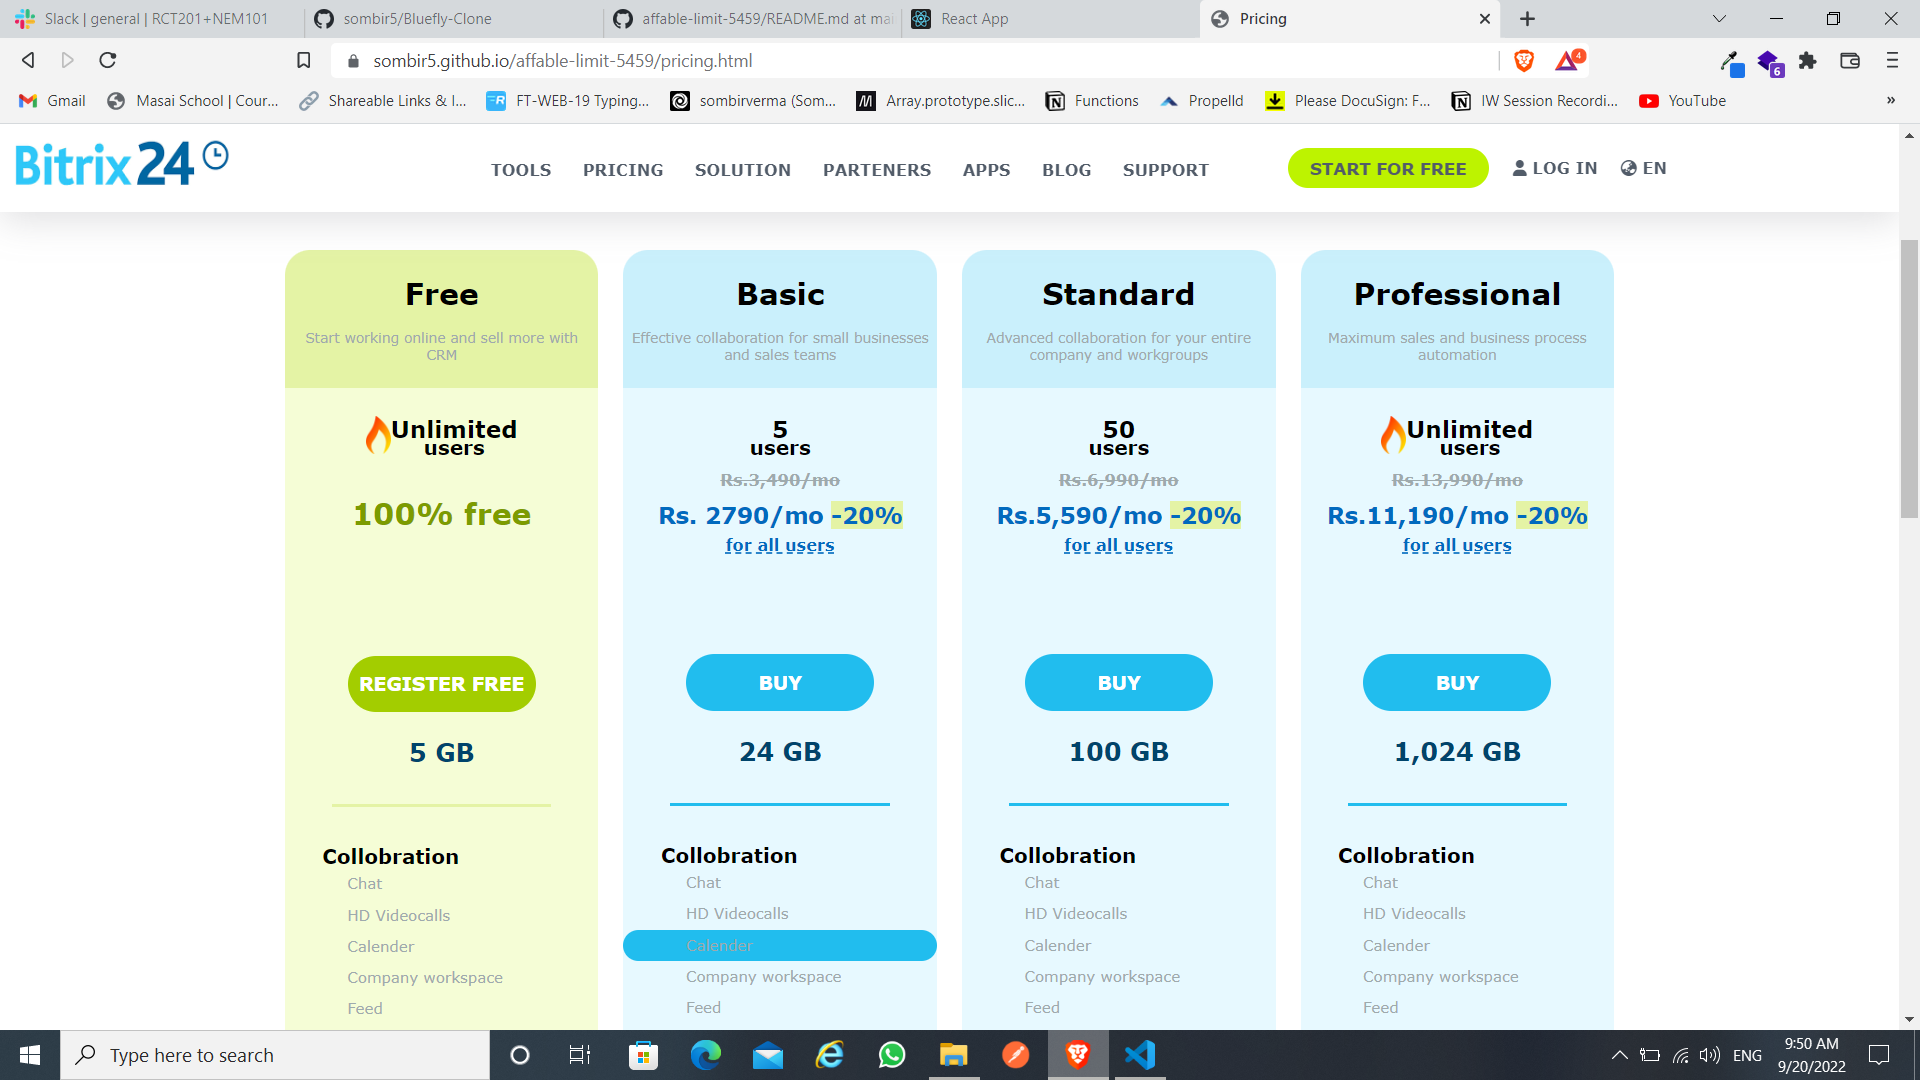 Slack | general | RCT201+NEM101
sombir5/Bluefly-Clone
affable-limit-5459/README.md at mai
React App
Pricing
sombir5.github.io/affable-limit-5459/pricing.html
4
6
Gmail
Masai School | Cour...
Shareable Links & I...
FT-WEB-19 Typing...
sombirverma (Som...
Array.prototype.slic...
Functions
Propelld
Please DocuSign: F...
IW Session Recordi...
YouTube
»
Bitrix24
TOOLS
PRICING
SOLUTION
PARTENERS
APPS
BLOG
SUPPORT
START FOR FREE
LOG IN
EN
Free
Start working online and sell more with
CRM
Unlimited
users
100% free
REGISTER FREE
5 GB
Collobration
Chat
HD Videocalls
Calender
Company workspace
Feed
Basic
Effective collaboration for small businesses
and sales teams
5
users
Rs.3,490/mo
Rs. 2790/mo -20%
for all users
BUY
24 GB
Collobration
Chat
HD Videocalls
Calender
Company workspace
Feed
Standard
Advanced collaboration for your entire
company and workgroups
50
users
Rs.6,990/mo
Rs.5,590/mo -20%
for all users
BUY
100 GB
Collobration
Chat
HD Videocalls
Calender
Company workspace
Feed
Professional
Maximum sales and business process
automation
Unlimited
users
Rs.13,990/mo
Rs.11,190/mo -20%
for all users
BUY
1,024 GB
Collobration
Chat
HD Videocalls
Calender
Company workspace
Feed
Type here to search
ENG
9:50 AM
9/20/2022